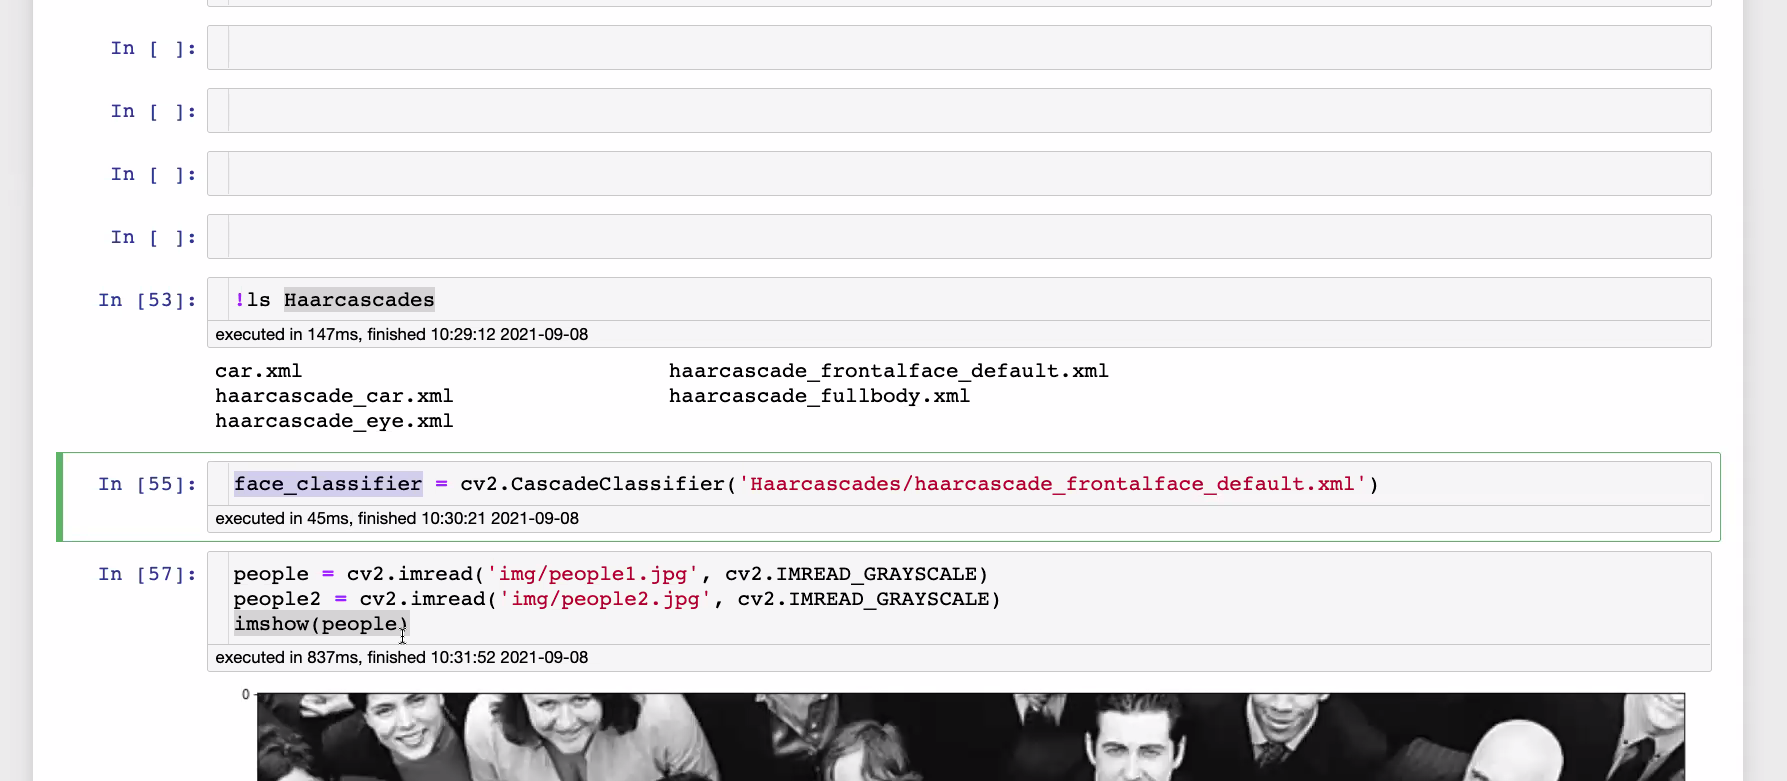 In [ ]:
In [ ]:
In [ ]:
In [ ]:
In [53]: !ls Haarcascades
executed in 147ms, finished 10:29:12 2021-09-08
car.xml haarcascade_frontalface_default.xml
haarcascade_car.xml haarcascade_fullbody.xml
haarcascade_eye.xml
In [55]: face_classifier = cv2.CascadeClassifier('Haarcascades/haarcascade_frontalface_default.xml')
executed in 45ms, finished 10:30:21 2021-09-08
In [57]: people = cv2.imread('img/people1.jpg', cv2.IMREAD_GRAYSCALE)
people2 = cv2.imread('img/people2.jpg', cv2.IMREAD_GRAYSCALE)
imshow(people)
executed in 837ms, finished 10:31:52 2021-09-08
0